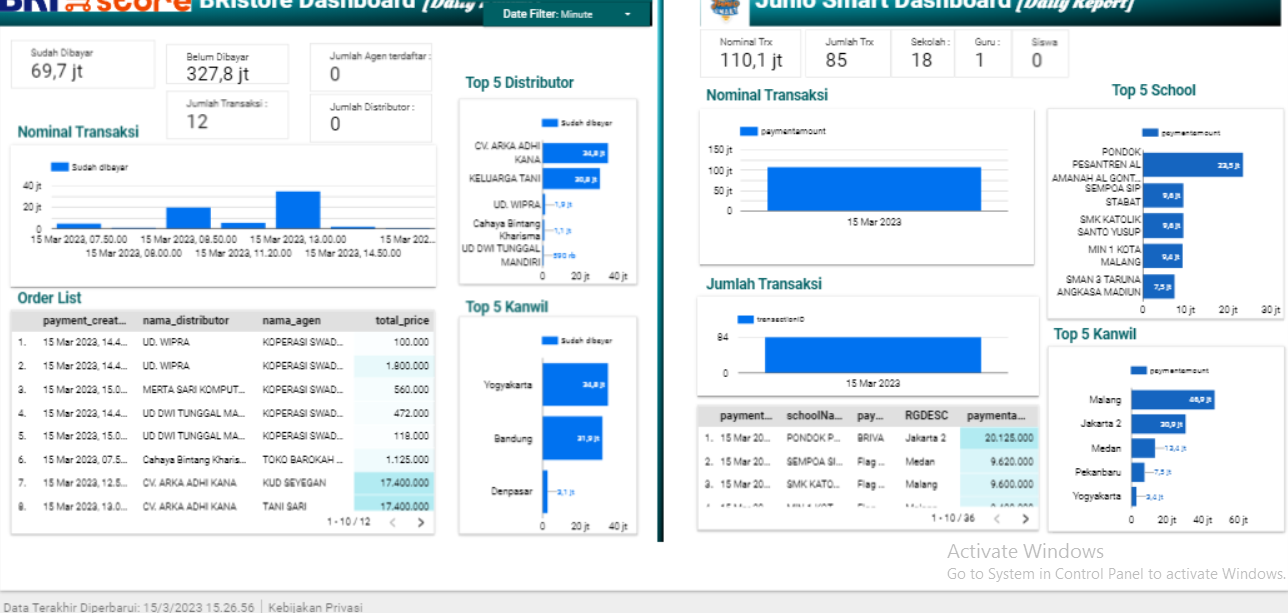 BRI store BRIstore Dashboard [Daily
Date Filter: Minute
Sudah Dibayar
69,7 jt
Belum Dibayar
327,8 jt
Jumlah Agen terdaftar :
0
Jumlah Transaksi :
12
Jumlah Distributor :
0
Nominal Transaksi
Sudah dibayar
40 jt
20 jt
0
15 Mar 2023, 07.50.00
15 Mar 2023, 08.00.00
15 Mar 2023, 08.50.00
15 Mar 2023, 11.20.00
15 Mar 2023, 13.00.00
15 Mar 2023, 14.50.00
15 Mar 202...
Order List
payment_creat... nama_distributor nama_agen total_price
1. 15 Mar 2023, 14.4... UD. WIPRA KOPERASI SWAD... 100.000
2. 15 Mar 2023, 14.4... UD. WIPRA KOPERASI SWAD... 1.800.000
3. 15 Mar 2023, 15.0... MERTA SARI KOMPUT... KOPERASI SWAD... 560.000
4. 15 Mar 2023, 14.4... UD DWI TUNGGAL MA... KOPERASI SWAD... 472.000
5. 15 Mar 2023, 15.0... UD DWI TUNGGAL MA... KOPERASI SWAD... 118.000
6. 15 Mar 2023, 07.5... Cahaya Bintang Kharis... TOKO BAROKAH ... 1.125.000
7. 15 Mar 2023, 12.5... CV. ARKA ADHI KANA KUD SEYEGAN 17.400.000
8. 15 Mar 2023, 13.0... CV. ARKA ADHI KANA TANI SARI 17.400.000
1 - 10 / 12 < >
Top 5 Distributor
Sudah dibayar
CV. ARKA ADHI
KANA
34,8 jt
KELUARGA TANI
30,8 jt
UD. WIPRA
1,9 jt
Cahaya Bintang
Kharisma
1,1 jt
UD DWI TUNGGAL
MANDIRI
590 rb
0 20 jt 40 jt
Top 5 Kanwil
Sudah dibayar
Yogyakarta
34,8 jt
Bandung
31,9 jt
Denpasar
3,1 jt
0 20 jt 40 jt
Junio Smart Dashboard [Daily Report]
Nominal Trx
110,1 jt
Jumlah Trx
85
Sekolah :
18
Guru :
1
Siswa
0
Nominal Transaksi
paymentamount
150 jt
100 jt
50 jt
0
15 Mar 2023
Jumlah Transaksi
transactionID
84
0
15 Mar 2023
payment... schoolNa... pay... RGDESC paymenta...
1. 15 Mar 20... PONDOK P... BRIVA Jakarta 2 20.125.000
2. 15 Mar 20... SEMPOA SI... Flag ... Medan 9.620.000
3. 15 Mar 20... SMK KATO... Flag ... Malang 9.600.000
1 - 10 / 36 < >
Top 5 School
paymentamount
PONDOK
PESANTREN AL
AMANAH AL GONT...
23,5 jt
SEMPOA SIP
STABAT
9,6 jt
SMK KATOLIK
SANTO YUSUP
9,6 jt
MIN 1 KOTA
MALANG
9,4 jt
SMAN 3 TARUNA
ANGKASA MADIUN
7,5 jt
0 10 jt 20 jt 30 jt
Top 5 Kanwil
paymentamount
Malang
46,9 jt
Jakarta 2
30,9 jt
Medan
13,4 jt
Pekanbaru
7,5 jt
Yogyakarta
3,4 jt
0 20 jt 40 jt 60 jt
Activate Windows
Go to System in Control Panel to activate Windows.
Data Terakhir Diperbarui: 15/3/2023 15.26.56 | Kebijakan Privasi